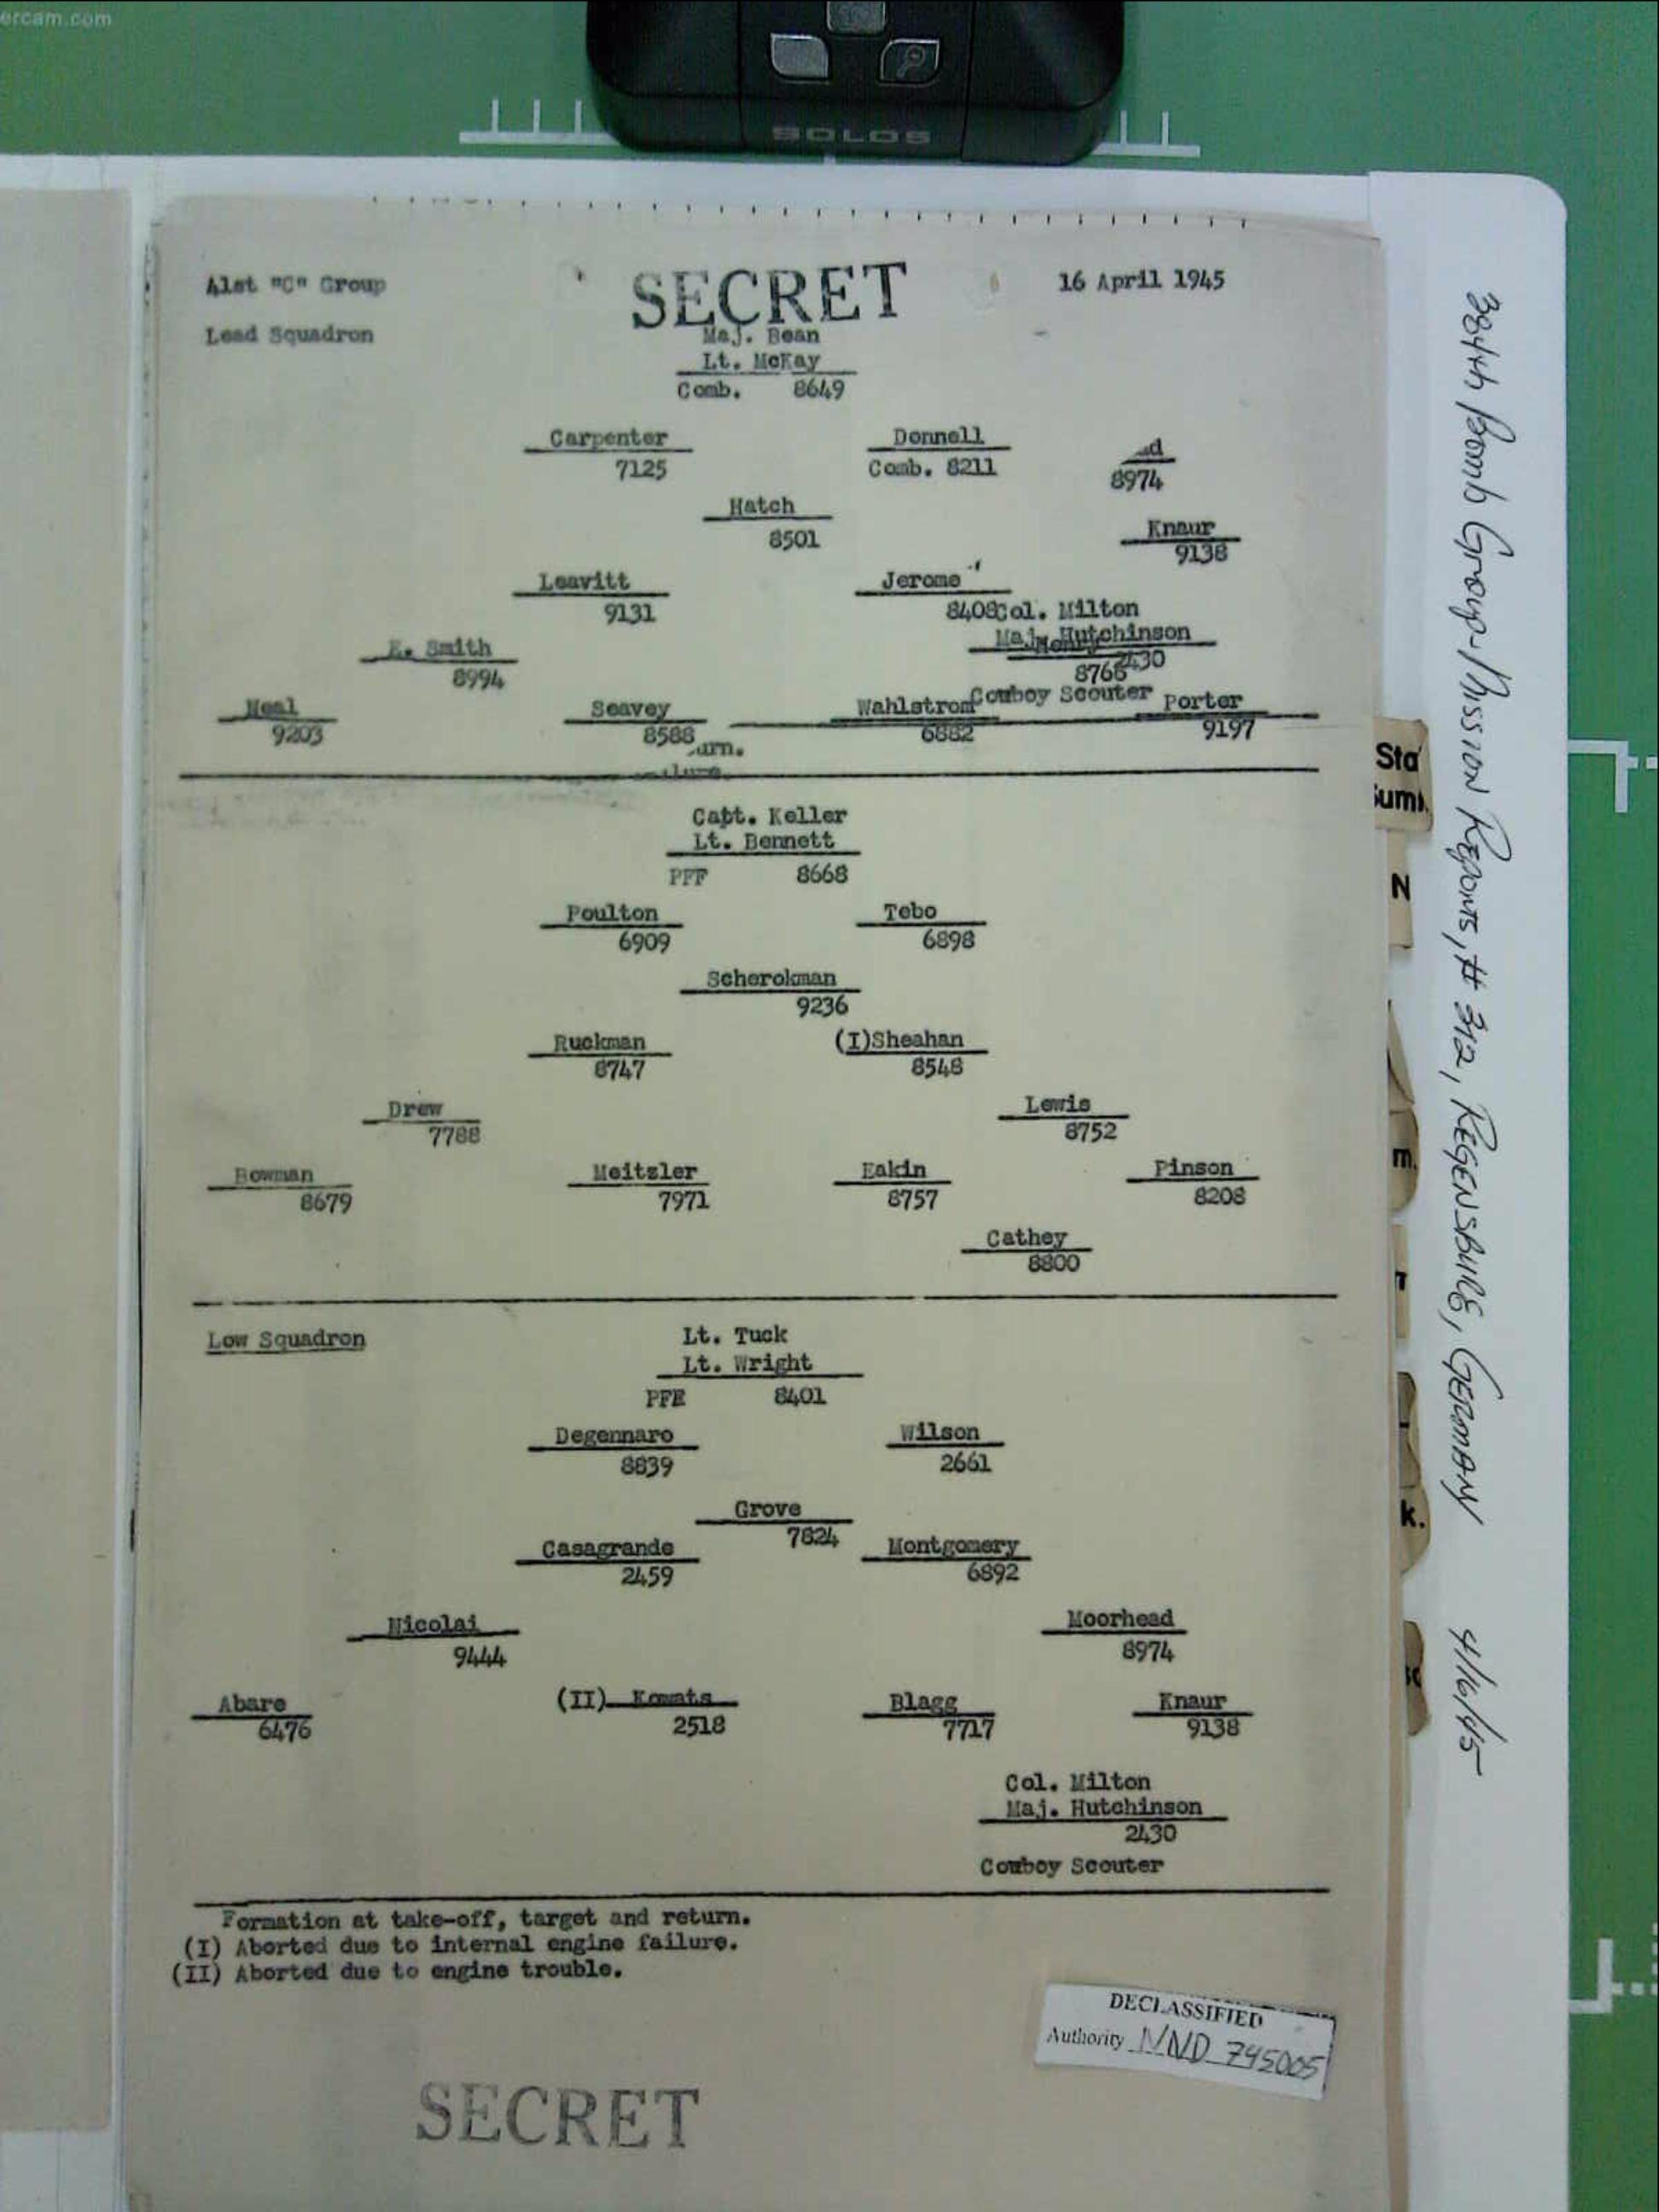 ercam.com
SOLOS
41st "C" Group
SECRET
16 April 1945
Lead Squadron
Maj. Bean
Lt. McKay
Comb. 8649
Carpenter
7125
Donnell
Comb. 8211
8974
Hatch
8501
Knaur
9138
Leavitt
9131
Jerome
8408
Col. Milton
Maj. Hutchinson
2430
8766
E. Smith
8994
Cowboy Scouter
Neal
9203
Seavey
8588
Wahlstrom
6882
Porter
9197
Capt. Keller
Lt. Bennett
PFF 8668
Poulton
6909
Tebo
6898
Scherokman
9236
Ruckman
8747
(I)Sheahan
8548
Drew
7788
Lewis
8752
Bowman
8679
Meitzler
7971
Eakin
8757
Pinson
8208
Cathey
8800
Low Squadron
Lt. Tuck
Lt. Wright
PFF 8401
Degennaro
8839
Wilson
2661
Grove
7824
Casagrande
2459
Montgomery
6892
Nicolai
9444
Moorhead
8974
Abare
6476
(II) Kowats
2518
Blagg
7717
Knaur
9138
Col. Milton
Maj. Hutchinson
2430
Cowboy Scouter
Formation at take-off, target and return.
(I) Aborted due to internal engine failure.
(II) Aborted due to engine trouble.
DECLASSIFIED
Authority NND 745005
SECRET
384th Bomb Group-Mission Reports, # 312, REGENSBURG, GERMANY 4/16/45
Sta
Sum.
N
m.
k.